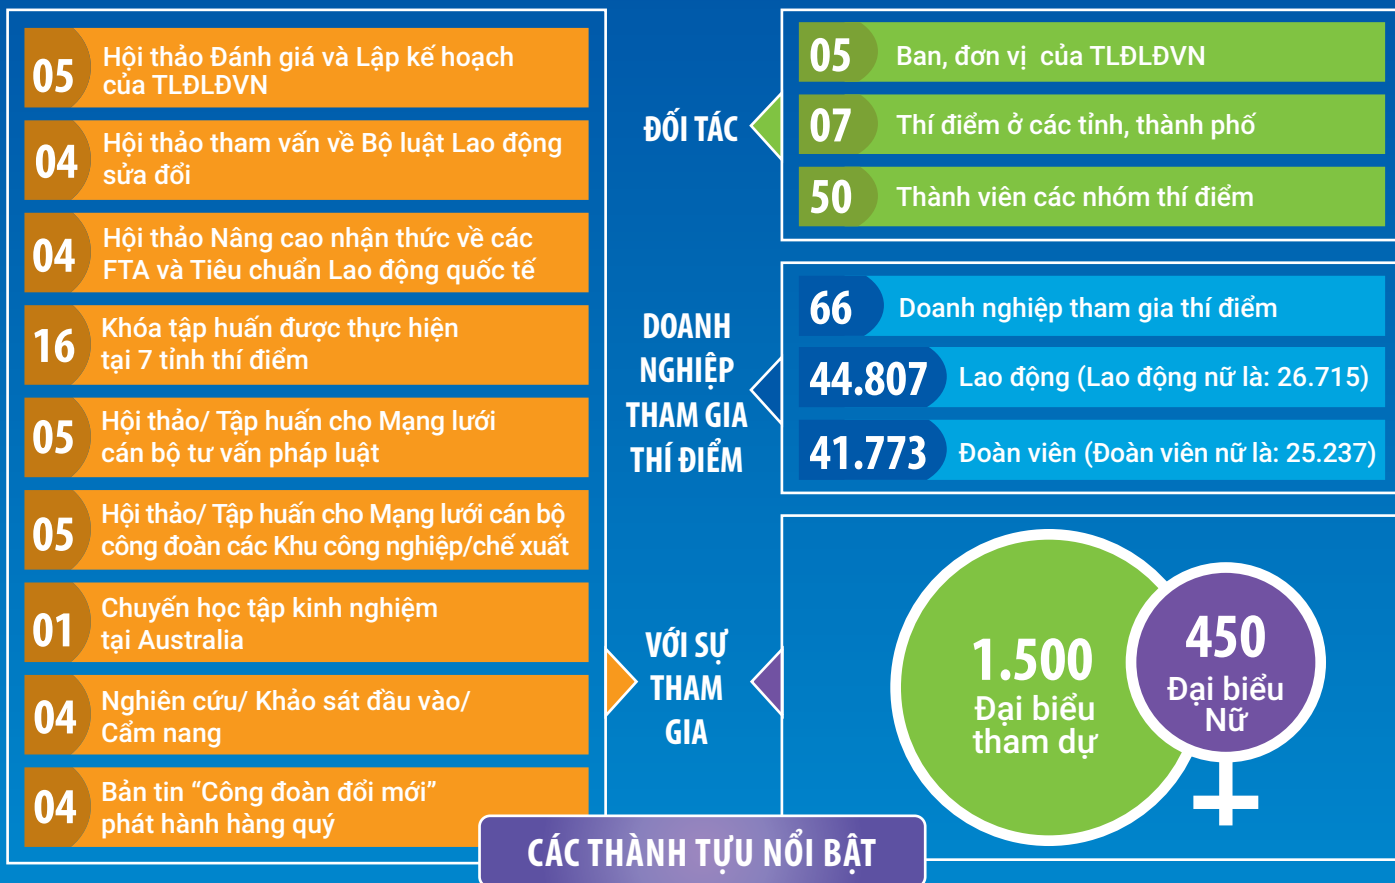 05
Hội thảo Đánh giá và Lập kế hoạch
của TLĐLĐVN
04
Hội thảo tham vấn về Bộ luật Lao động
sửa đổi
04
Hội thảo Nâng cao nhận thức về các
FTA và Tiêu chuẩn Lao động quốc tế
16
Khóa tập huấn được thực hiện
tại 7 tỉnh thí điểm
05
Hội thảo/ Tập huấn cho Mạng lưới
cán bộ tư vấn pháp luật
05
Hội thảo/ Tập huấn cho Mạng lưới cán bộ
công đoàn các Khu công nghiệp/chế xuất
01
Chuyến học tập kinh nghiệm
tại Australia
04
Nghiên cứu/ Khảo sát đầu vào/
Cẩm nang
04
Bản tin “Công đoàn đổi mới”
phát hành hàng quý
ĐỐI TÁC
05 Ban, đơn vị của TLĐLĐVN
07 Thí điểm ở các tỉnh, thành phố
50 Thành viên các nhóm thí điểm
DOANH
NGHIỆP
THAM GIA
THÍ ĐIỂM
66 Doanh nghiệp tham gia thí điểm
44.807 Lao động (Lao động nữ là: 26.715)
41.773 Đoàn viên (Đoàn viên nữ là: 25.237)
VỚI SỰ
THAM
GIA
1.500
Đại biểu
tham dự
450
Đại biểu
Nữ
CÁC THÀNH TỰU NỔI BẬT